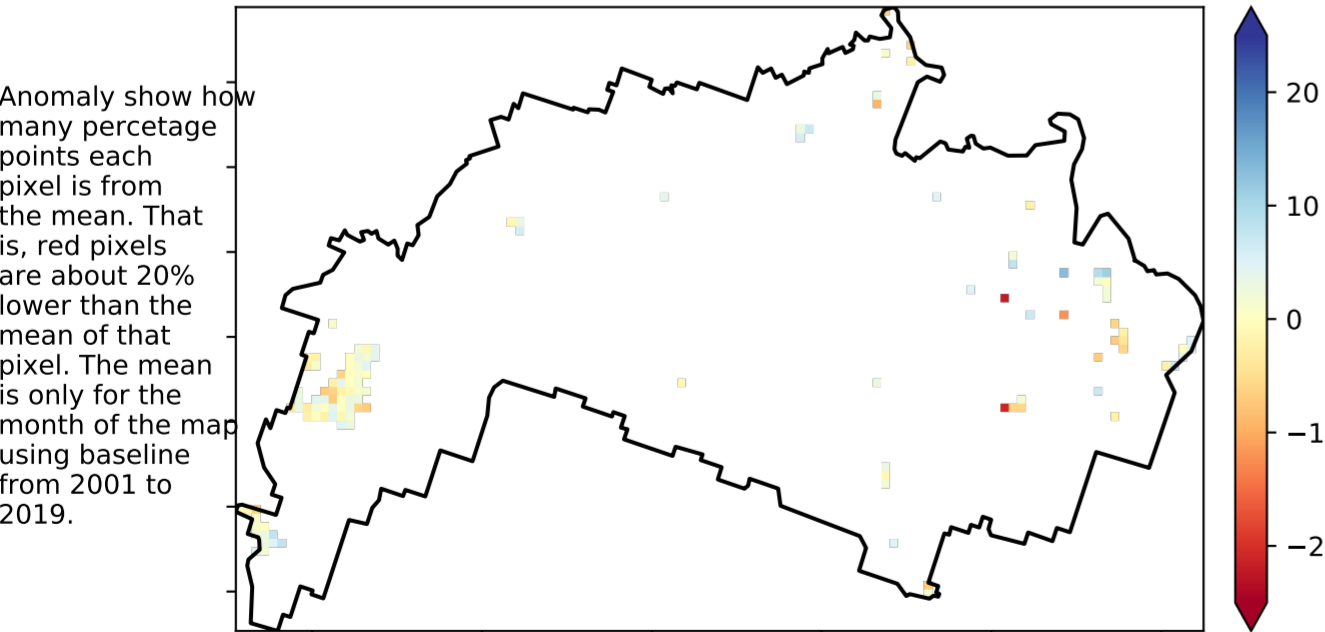 Anomaly show how
many percetage
points each
pixel is from
the mean. That
is, red pixels
are about 20%
lower than the
mean of that
pixel. The mean
is only for the
month of the map
using baseline
from 2001 to
2019.
20
10
0
−1
−2